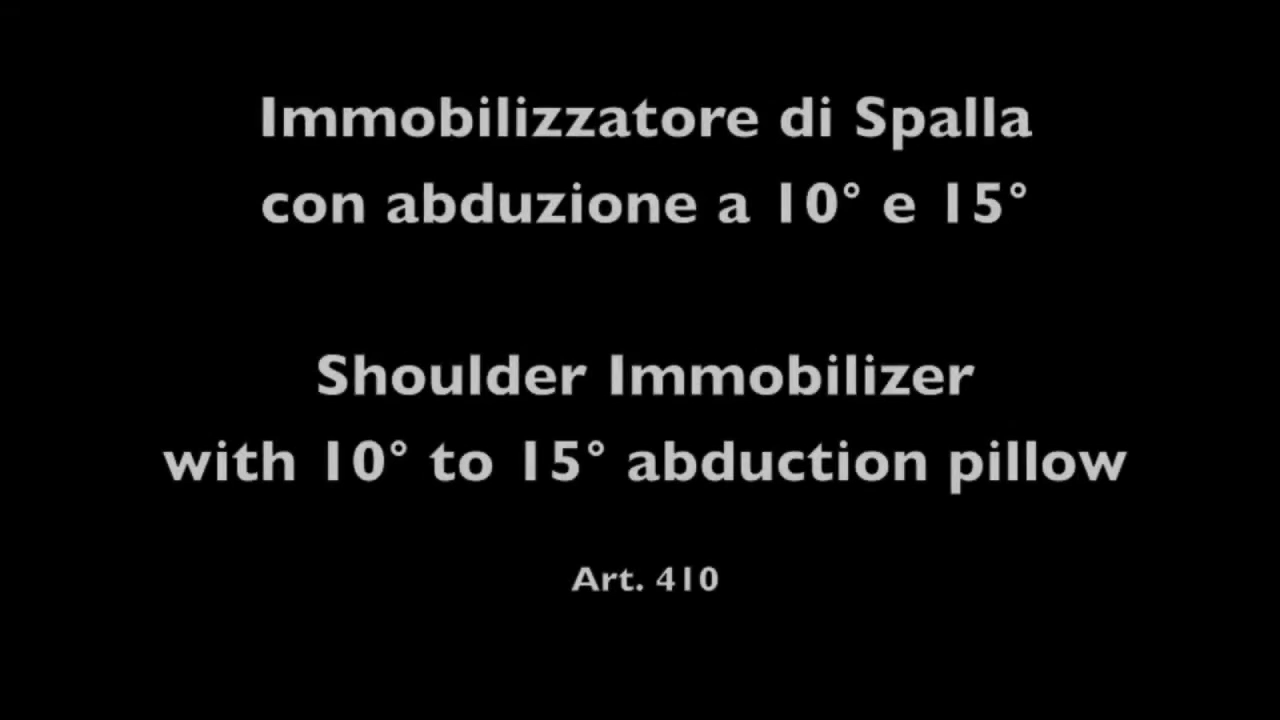 Immobilizzatore di Spalla
con abduzione a 10° e 15°
Shoulder Immobilizer
with 10° to 15° abduction pillow
Art. 410